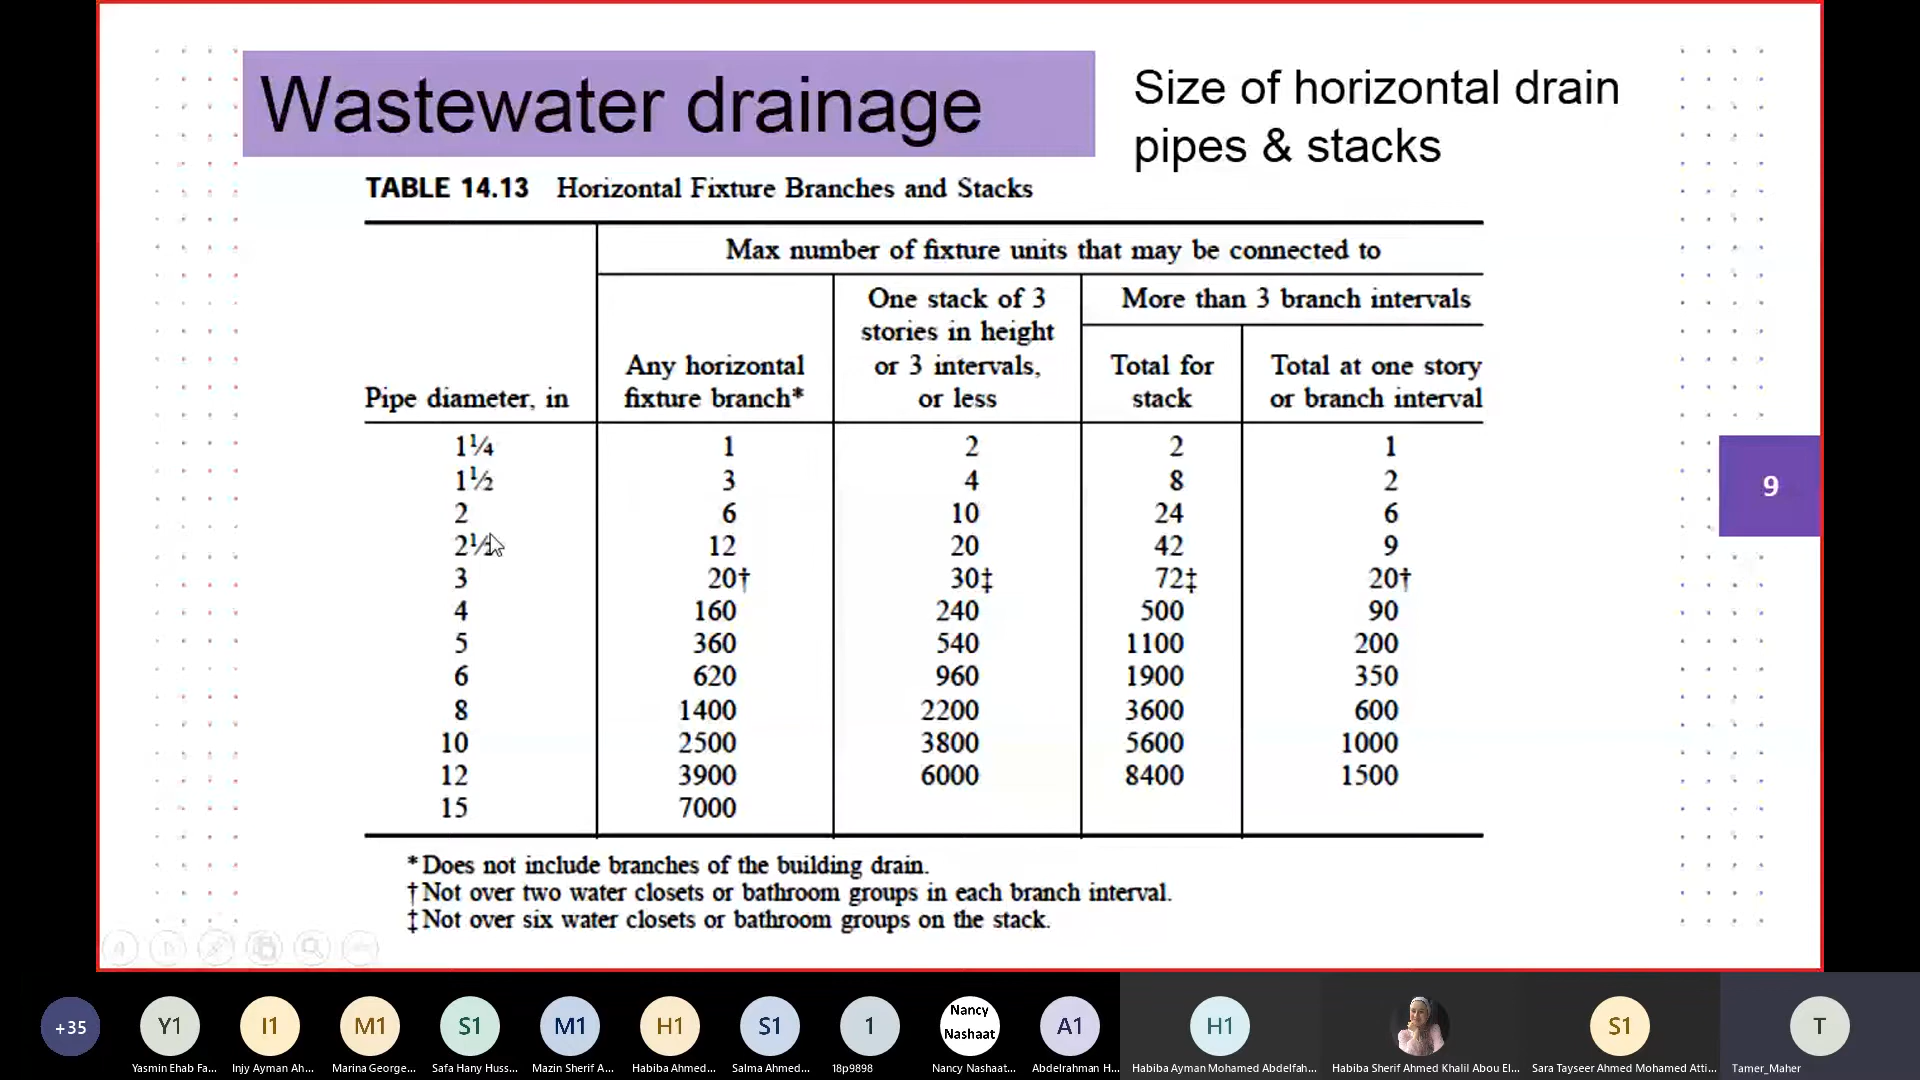 Wastewater drainage
Size of horizontal drain
pipes & stacks
TABLE 14.13 Horizontal Fixture Branches and Stacks
Max number of fixture units that may be connected to
One stack of 3 More than 3 branch intervals
stories in height
Any horizontal or 3 intervals, Total for Total at one story
Pipe diameter, in fixture branch* or less stack or branch interval
1¼ 1 2 2 1
1½ 3 4 8 2
2 6 10 24 6
2½ 12 20 42 9
3 20† 30‡ 72‡ 20†
4 160 240 500 90
5 360 540 1100 200
6 620 960 1900 350
8 1400 2200 3600 600
10 2500 3800 5600 1000
12 3900 6000 8400 1500
15 7000
9
* Does not include branches of the building drain.
† Not over two water closets or bathroom groups in each branch interval.
‡ Not over six water closets or bathroom groups on the stack.
+35 Y1 I1 M1 S1 M1 H1 S1 1 Nancy Nashaat A1 H1 S1 T
Yasmin Ehab Fa... Injy Ayman Ah... Marina George... Safa Hany Huss... Mazin Sherif A... Habiba Ahmed... Salma Ahmed... 18p9898 Nancy Nashaat... Abdelrahman H... Habiba Ayman Mohamed Abdelfah... Habiba Sherif Ahmed Khalil Abou El... Sara Tayseer Ahmed Mohamed Atti... Tamer_Maher